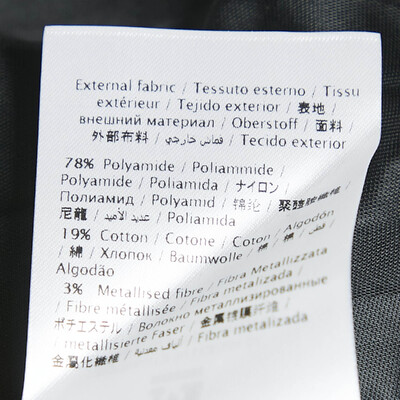 External fabric / Tessuto esterno / Tissu
extérieur / Tejido exterior / 表地 /
внешний материал / Oberstoff / 面料 /
外部布料 / قماش خارجي / Tecido exterior
78% Polyamide / Poliammide /
Polyamide / Poliamida / ナイロン /
Полиамид / Polyamid / 锦纶 / 聚醯胺纖維 /
尼龍 / عديد الأميد / Poliamida
19% Cotton / Cotone / Coton / Algodón
/ 綿 / Хлопок / Baumwolle / 棉 / 棉 / قطن /
Algodão
3% Metallised fibre / Fibra Metallizzata
/ Fibre métallisée / Fibra metalizada /
ポチエステル / Волокно металлизированные
/ metallisierte Faser / 金属镀膜纤维 /
金屬化纖維 / ألياف معدنية / Fibra metalizada